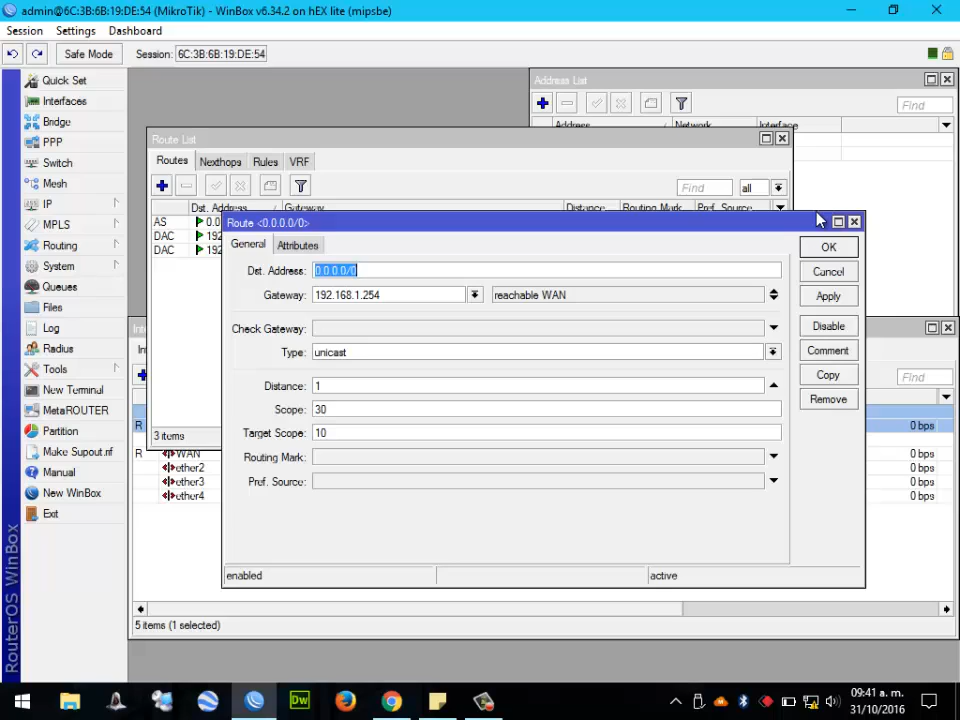 admin@6C:3B:6B:19:DE:54 (MikroTik) - WinBox v6.34.2 on hEX lite (mipsbe)
Session Settings Dashboard
Safe Mode Session: 6C:3B:6B:19:DE:54
Quick Set
Interfaces
Bridge
PPP
Switch
Mesh
IP
MPLS
Routing
System
Queues
Files
Log
Radius
Tools
New Terminal
MetaROUTER
Partition
Make Supout.rif
Manual
New WinBox
Exit
RouterOS WinBox
Address List
Find
Address Network Interface
Route List
Routes Nexthops Rules VRF
Find all
Dst. Address Gateway Distance Routing Mark Pref. Source
AS 0.0
DAC 192
DAC 192
3 items
Route <0.0.0.0/0>
General Attributes
Dst. Address: 0.0.0.0/0
Gateway: 192.168.1.254 reachable WAN
Check Gateway:
Type: unicast
Distance: 1
Scope: 30
Target Scope: 10
Routing Mark:
Pref. Source:
enabled active
OK
Cancel
Apply
Disable
Comment
Copy
Remove
Find
R 0 bps
R WAN 0 bps
ether2 0 bps
ether3 0 bps
ether4 0 bps
5 items (1 selected)
Dw
09:41 a. m.
31/10/2016